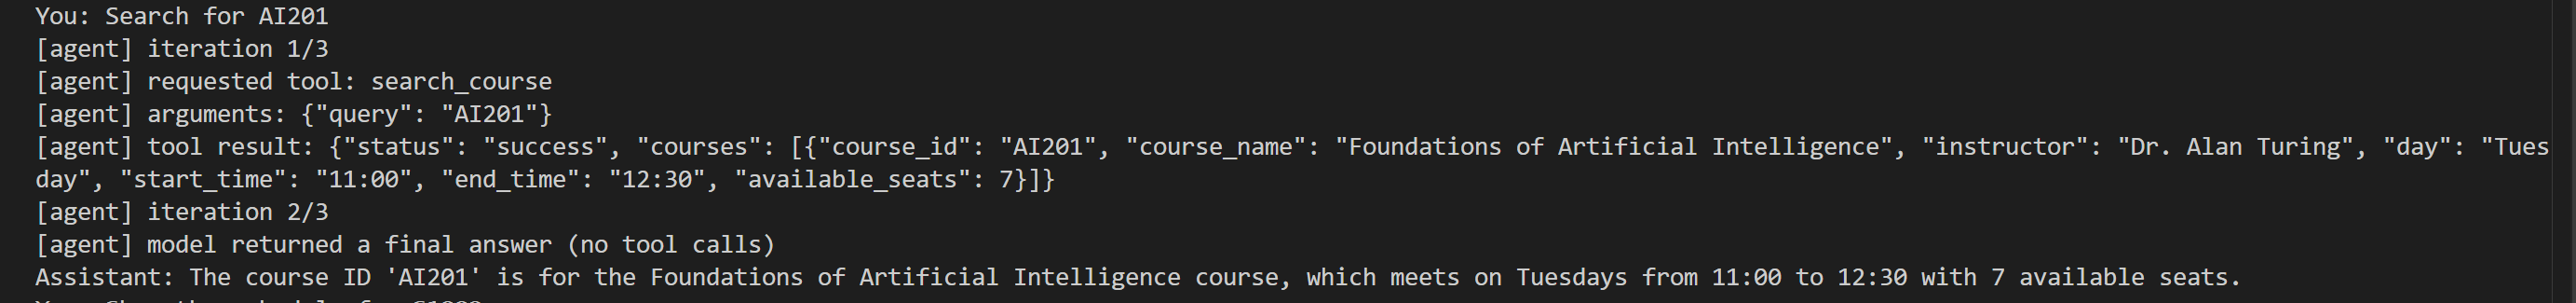 You: Search for AI201
[agent] iteration 1/3
[agent] requested tool: search_course
[agent] arguments: {"query": "AI201"}
[agent] tool result: {"status": "success", "courses": [{"course_id": "AI201", "course_name": "Foundations of Artificial Intelligence", "instructor": "Dr. Alan Turing", "day": "Tues
day", "start_time": "11:00", "end_time": "12:30", "available_seats": 7}]}
[agent] iteration 2/3
[agent] model returned a final answer (no tool calls)
Assistant: The course ID 'AI201' is for the Foundations of Artificial Intelligence course, which meets on Tuesdays from 11:00 to 12:30 with 7 available seats.